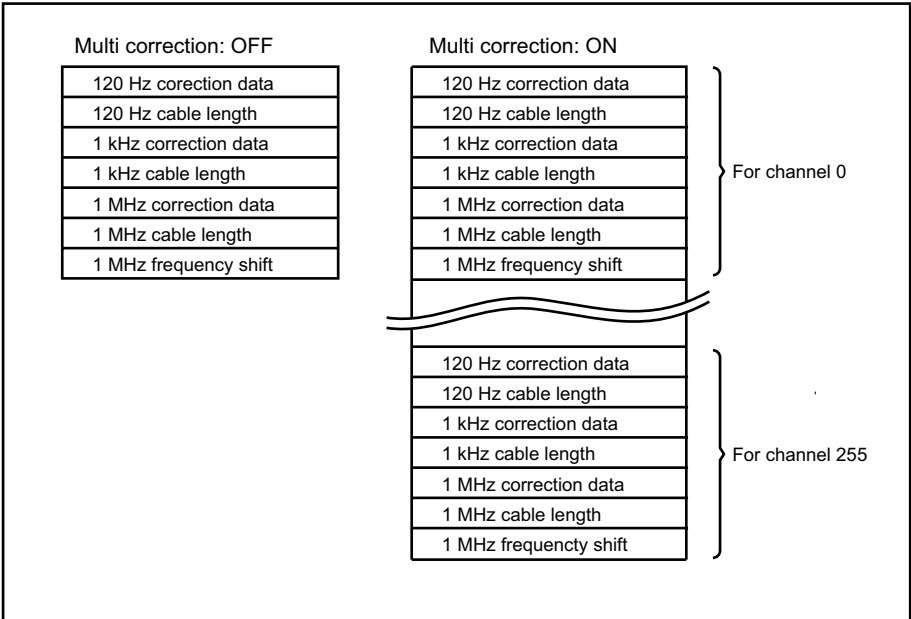 Multi correction: OFF
120 Hz corection data
120 Hz cable length
1 kHz correction data
1 kHz cable length
1 MHz correction data
1 MHz cable length
1 MHz frequency shift
Multi correction: ON
120 Hz correction data
120 Hz cable length
1 kHz correction data
1 kHz cable length
1 MHz correction data
1 MHz cable length
1 MHz frequency shift
For channel 0
120 Hz correction data
120 Hz cable length
1 kHz correction data
1 kHz cable length
1 MHz correction data
1 MHz cable length
1 MHz frequencty shift
For channel 255